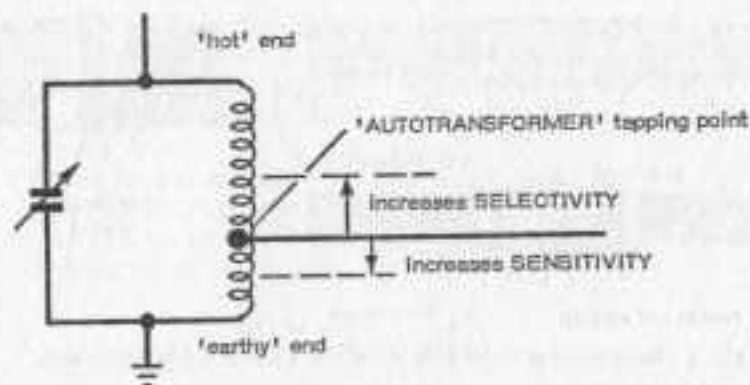 'hot' end
'AUTOTRANSFORMER' tapping point
increases SELECTIVITY
increases SENSITIVITY
'earthy' end